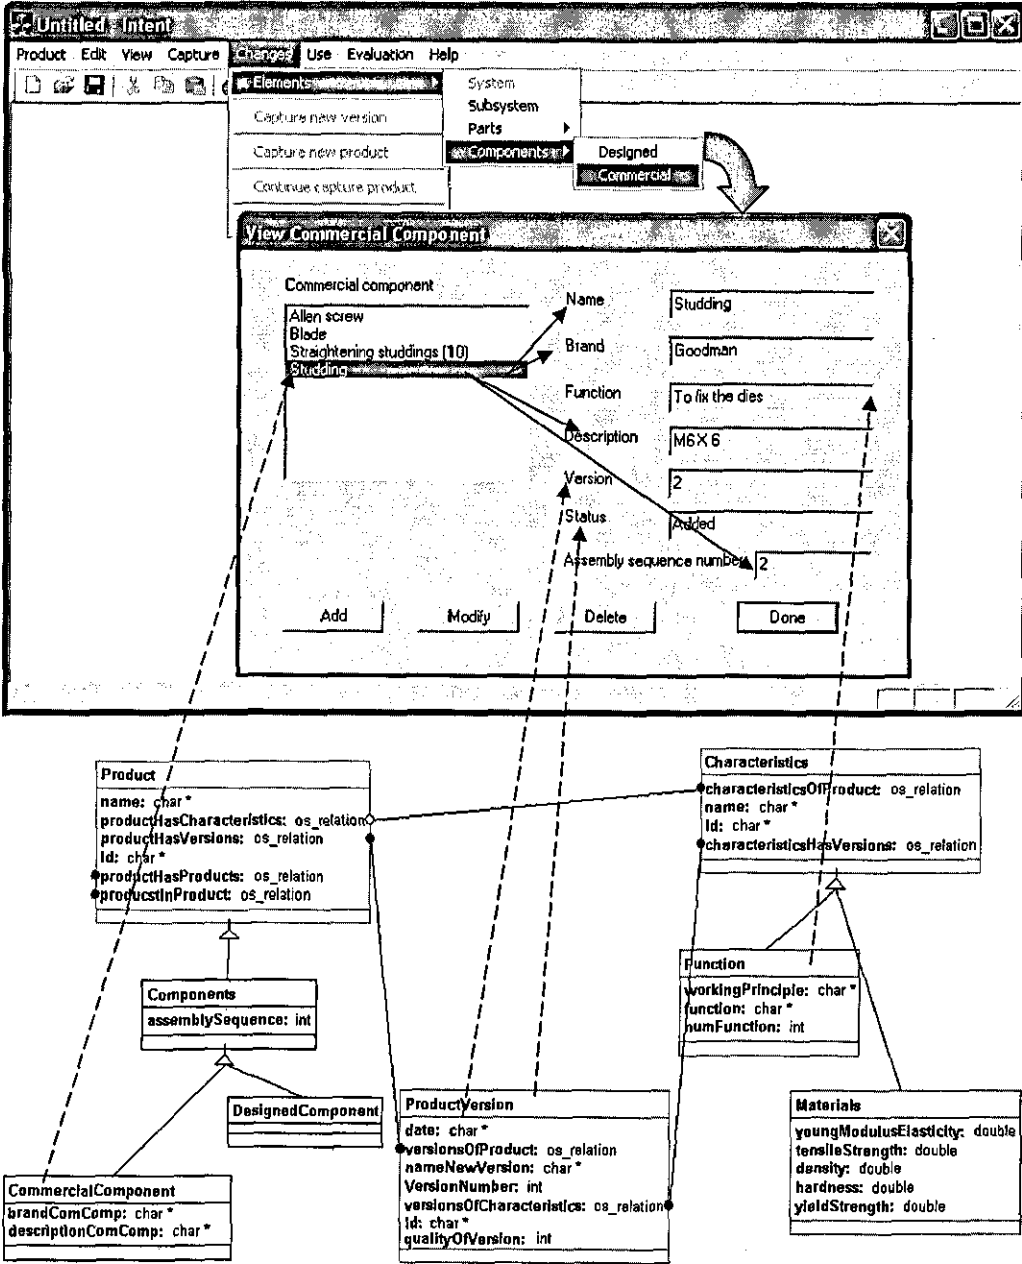 Untitled - Intent
Product Edit View Capture Changes Use Evaluation Help
Elements
Capture new version
Capture new product
Continue capture product
System
Subsystem
Parts
Components
Designed
Commercial
View Commercial Component
Commercial component
Allen screw
Blade
Straightening studdings (10)
Studding
Name Studding
Brand Goodman
Function To fix the dies
Description M6X6
Version 2
Status Added
Assembly sequence number 2
Add Modify Delete Done
Product
name: char *
productHasCharacteristics: os_relation
productHasVersions: os_relation
Id: char *
productHasProducts: os_relation
producstInProduct: os_relation
Characteristics
characteristicsOfProduct: os_relation
name: char *
Id: char *
characteristicsHasVersions: os_relation
Components
assemblySequence: int
Function
workingPrinciple: char *
function: char *
numFunction: int
DesignedComponent
CommercialComponent
brandComComp: char *
descriptionComComp: char *
ProductVersion
date: char *
versionsOfProduct: os_relation
nameNewVersion: char *
VersionNumber: int
versionsOfCharacteristics: os_relation
Id: char *
qualityOfVersion: int
Materials
youngModulusElasticity: double
tensileStrength: double
density: double
hardness: double
yieldStrength: double